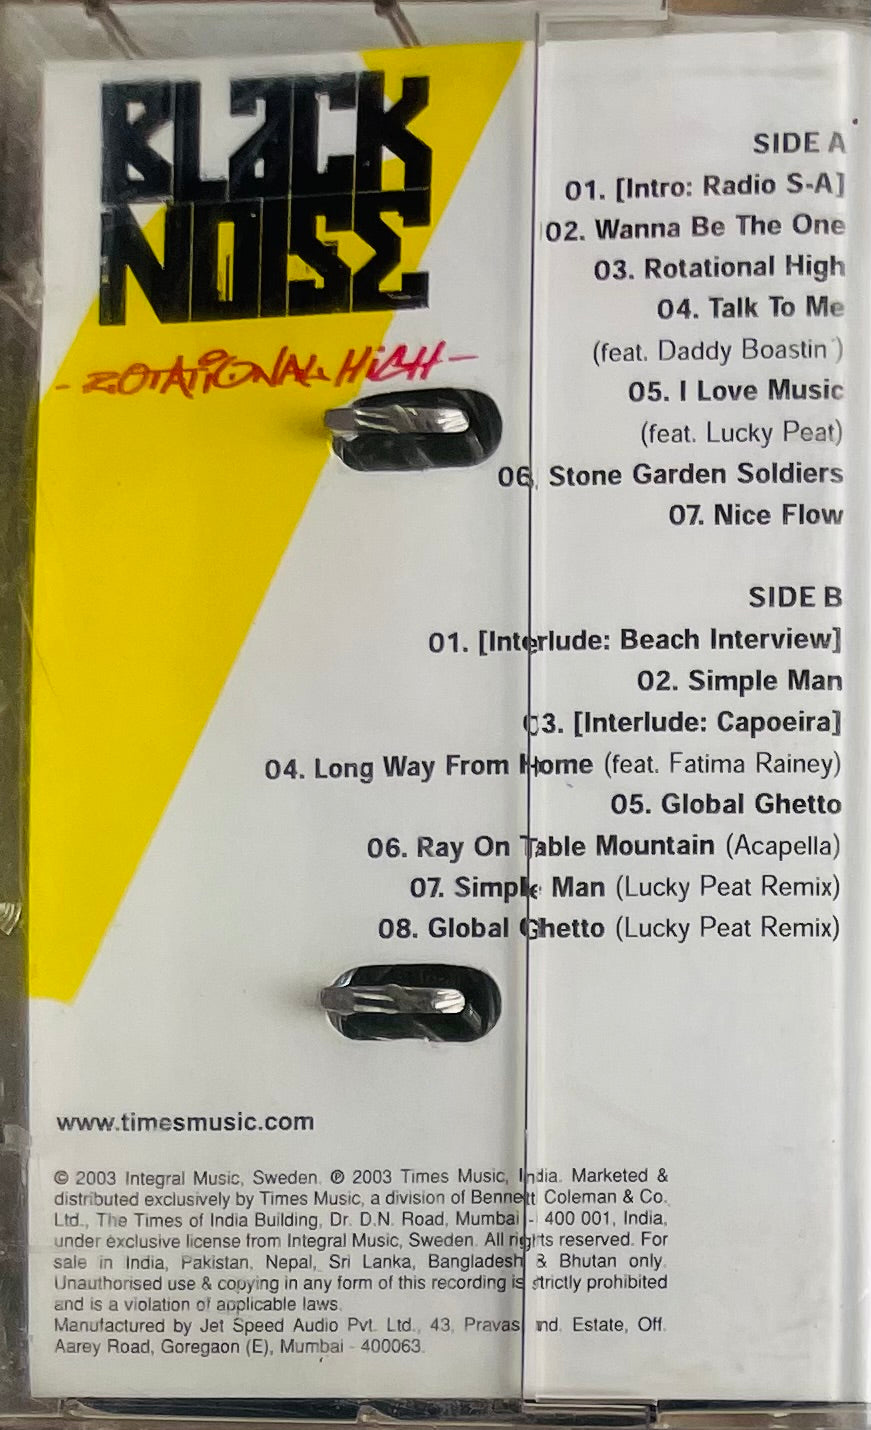 BLACK
NOISE
- ROTATIONAL HIGH -
SIDE A
01. [Intro: Radio S-A]
02. Wanna Be The One
03. Rotational High
04. Talk To Me
(feat. Daddy Boastin')
05. I Love Music
(feat. Lucky Peat)
06. Stone Garden Soldiers
07. Nice Flow
SIDE B
01. [Interlude: Beach Interview]
02. Simple Man
03. [Interlude: Capoeira]
04. Long Way From Home (feat. Fatima Rainey)
05. Global Ghetto
06. Ray On Table Mountain (Acapella)
07. Simple Man (Lucky Peat Remix)
08. Global Ghetto (Lucky Peat Remix)
www.timesmusic.com
© 2003 Integral Music, Sweden. ℗ 2003 Times Music, India. Marketed &
distributed exclusively by Times Music, a division of Bennett Coleman & Co.
Ltd., The Times of India Building, Dr. D.N. Road, Mumbai - 400 001, India,
under exclusive license from Integral Music, Sweden. All rights reserved. For
sale in India, Pakistan, Nepal, Sri Lanka, Bangladesh & Bhutan only.
Unauthorised use & copying in any form of this recording is strictly prohibited
and is a violation of applicable laws.
Manufactured by Jet Speed Audio Pvt. Ltd., 43, Pravasi Ind. Estate, Off.
Aarey Road, Goregaon (E), Mumbai - 400063.